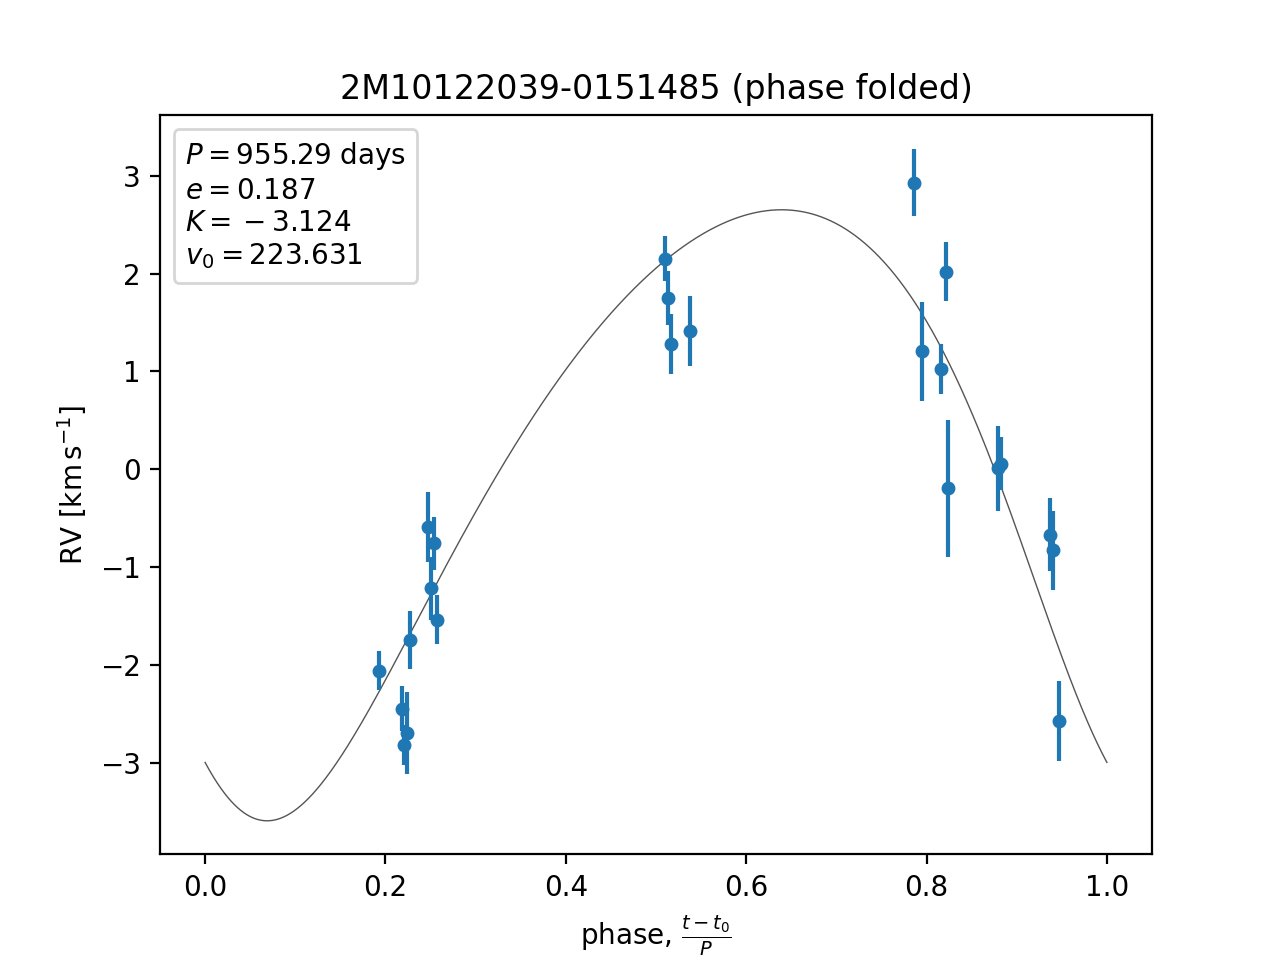 2M10122039-0151485 (phase folded)
P = 955.29 days
e = 0.187
K = −3.124
v₀ = 223.631
3
2
1
0
−1
−2
−3
RV [km s⁻¹]
0.0 0.2 0.4 0.6 0.8 1.0
phase, (t − t₀)/P